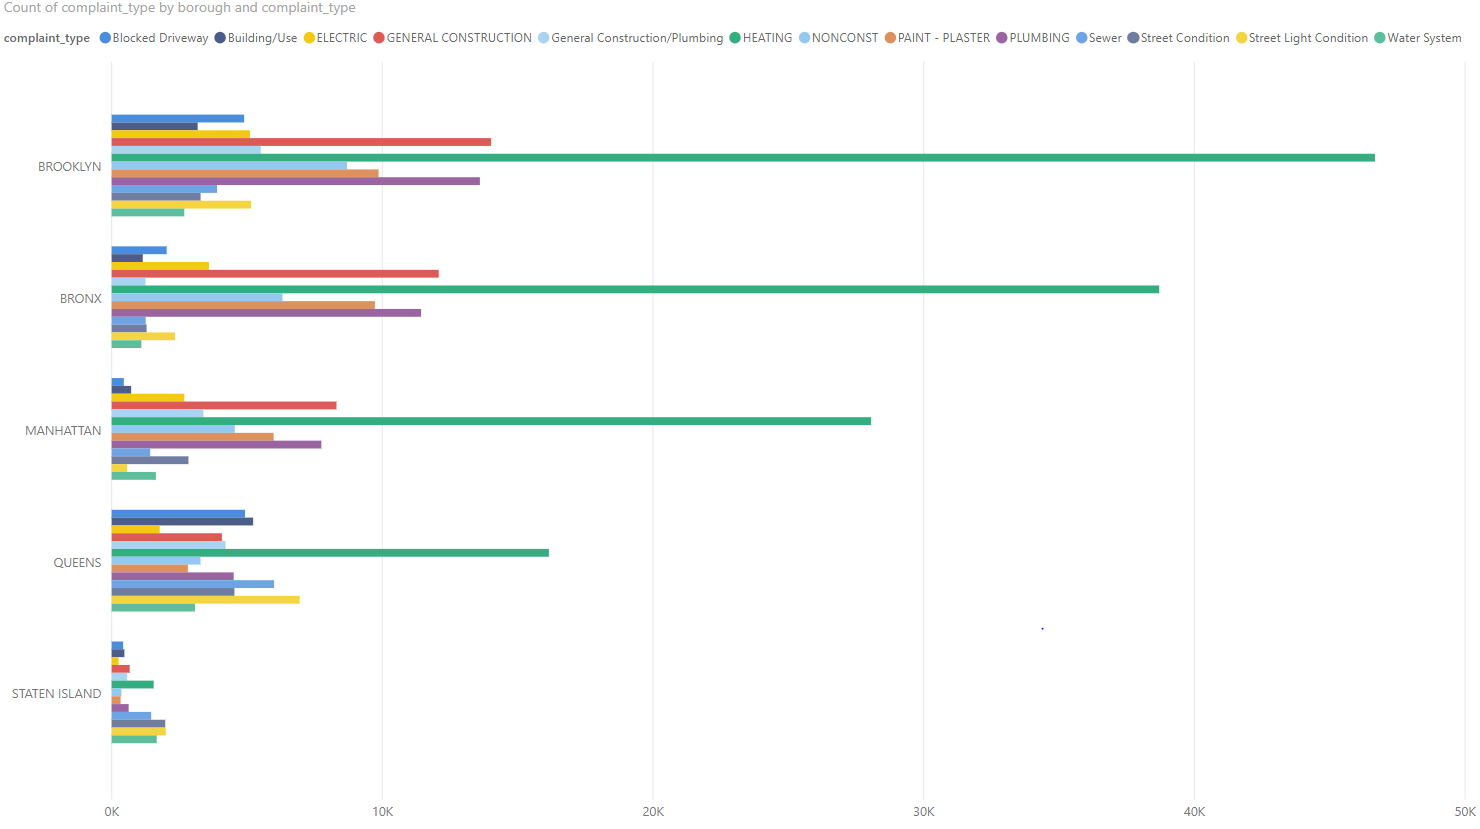 Count of complaint_type by borough and complaint_type
complaint_type Blocked Driveway Building/Use ELECTRIC GENERAL CONSTRUCTION General Construction/Plumbing HEATING NONCONST PAINT - PLASTER PLUMBING Sewer Street Condition Street Light Condition Water System
BROOKLYN
BRONX
MANHATTAN
QUEENS
STATEN ISLAND
0K 10K 20K 30K 40K 50K